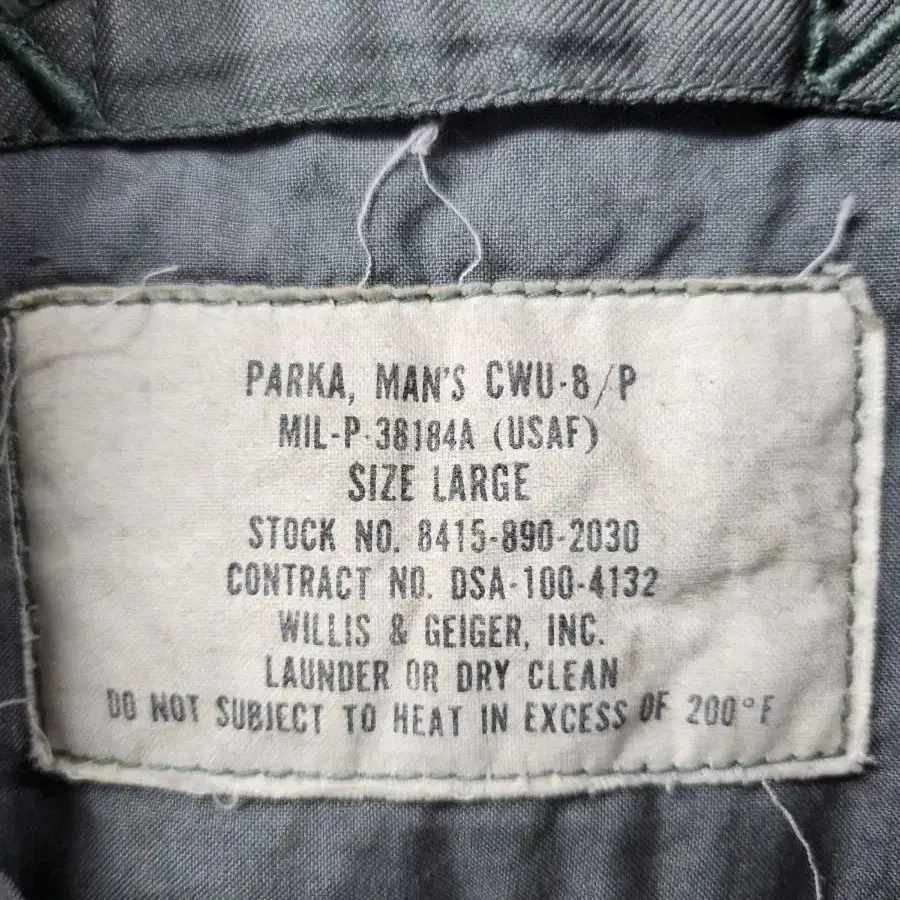 PARKA, MAN'S CWU-8/P
MIL-P-38184A (USAF)
SIZE LARGE
STOCK NO. 8415-890-2030
CONTRACT NO. DSA-100-4132
WILLIS & GEIGER, INC.
LAUNDER OR DRY CLEAN
DO NOT SUBJECT TO HEAT IN EXCESS OF 200°F